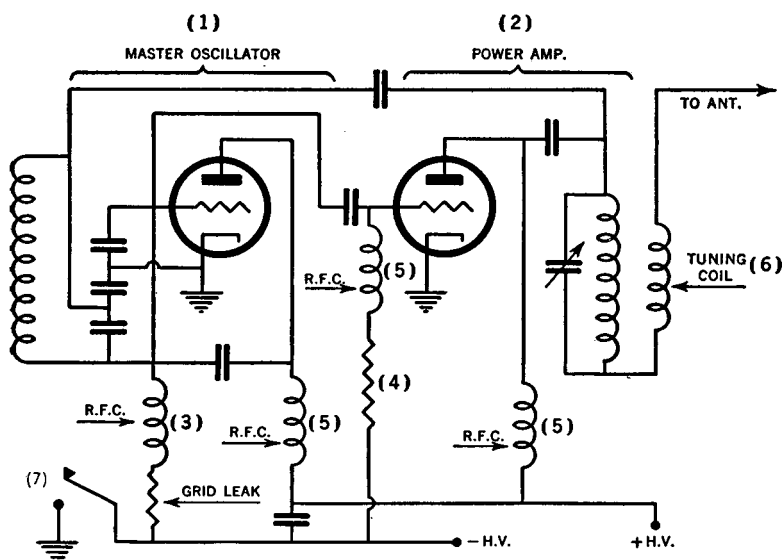 (1)
(2)
MASTER OSCILLATOR
POWER AMP.
TO ANT.
R.F.C.
(5)
TUNING
COIL
(6)
(4)
R.F.C.
(3)
R.F.C.
(5)
R.F.C.
(5)
(7)
GRID LEAK
– H.V.
+ H.V.